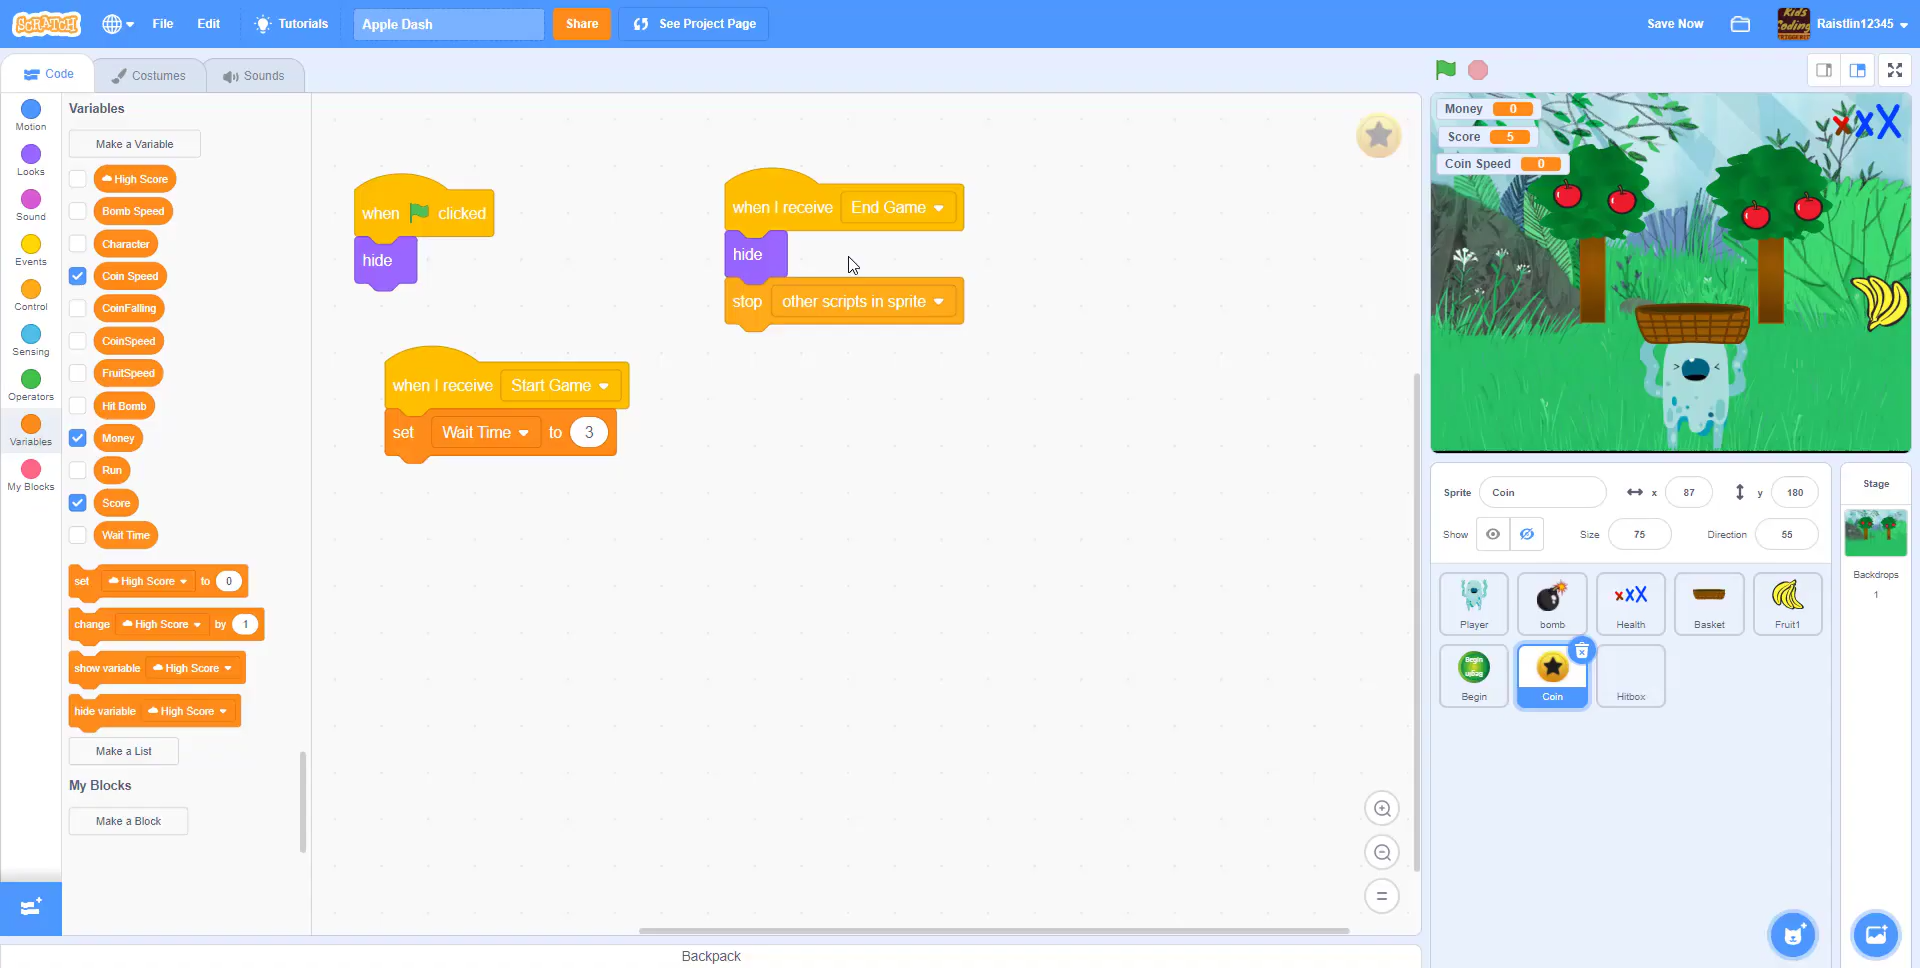 SCRATCH
File
Edit
Tutorials
Apple Dash
Share
See Project Page
Save Now
Raistlin12345
Code
Costumes
Sounds
Motion
Looks
Sound
Events
Control
Sensing
Operators
Variables
My Blocks
Variables
Make a Variable
High Score
Bomb Speed
Character
Coin Speed
CoinFalling
CoinSpeed
FruitSpeed
Hit Bomb
Money
Run
Score
Wait Time
set High Score to 0
change High Score by 1
show variable High Score
hide variable High Score
Make a List
My Blocks
Make a Block
when clicked
hide
when I receive End Game
hide
stop other scripts in sprite
when I receive Start Game
set Wait Time to 3
Backpack
Money 0
Score 5
Coin Speed 0
xXX
Sprite Coin x 87 y 180
Show Size 75 Direction 55
Player
bomb
xXX
Health
Basket
Fruit1
Begin
Begin
Coin
Hitbox
Stage
Backdrops
1